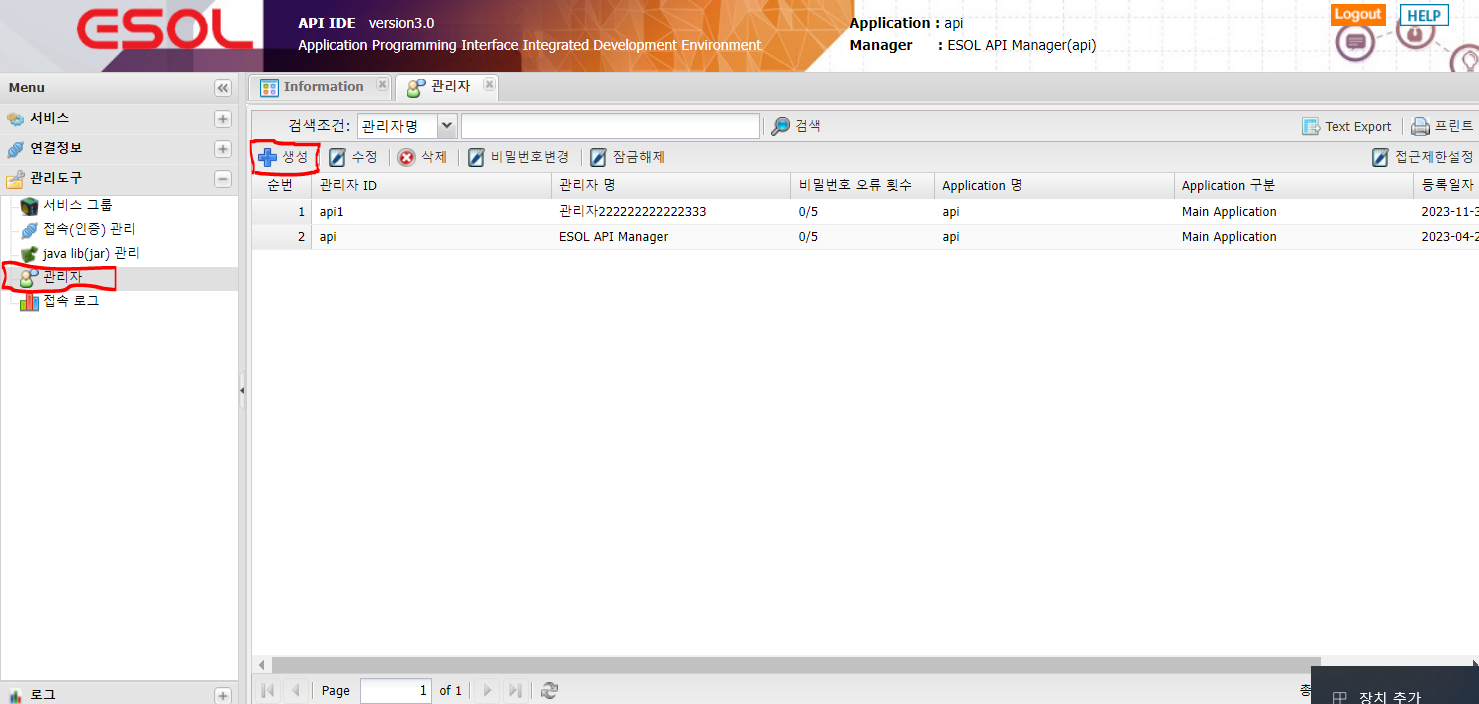 ESOL
API IDE version3.0
Application Programming Interface Integrated Development Environment
Application : api
Manager : ESOL API Manager(api)
Logout HELP
Menu
서비스
연결정보
관리도구
서비스 그룹
접속(인증) 관리
java lib(jar) 관리
관리자
접속 로그
로그
Information 관리자
검색조건: 관리자명 검색 Text Export 프린트
생성 수정 삭제 비밀번호변경 잠금해제 접근제한설정
순번 관리자 ID 관리자 명 비밀번호 오류 횟수 Application 명 Application 구분 등록일자
1 api1 관리자222222222222333 0/5 api Main Application 2023-11-3
2 api ESOL API Manager 0/5 api Main Application 2023-04-2
Page 1 of 1 총
장치 추가